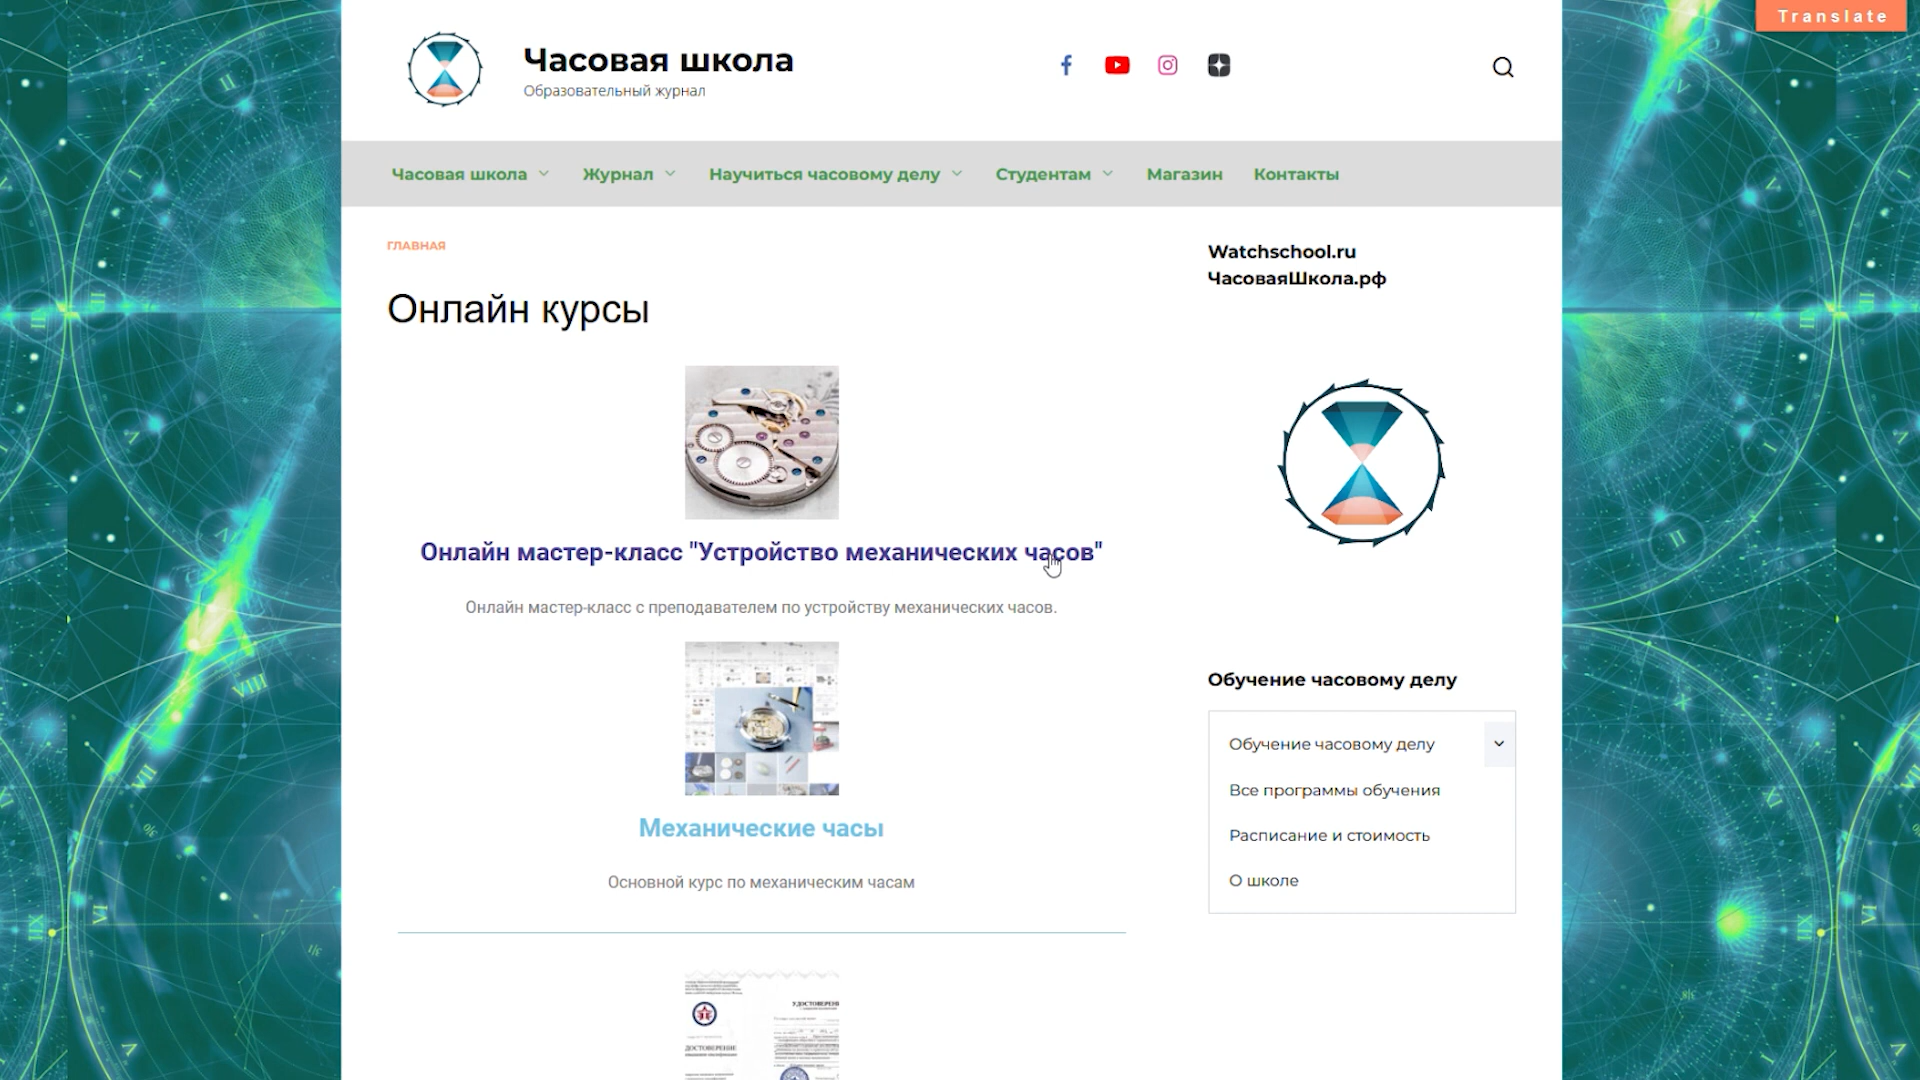 Translate
Часовая школа
Образовательный журнал
Часовая школа
Журнал
Научиться часовому делу
Студентам
Магазин
Контакты
ГЛАВНАЯ
Онлайн курсы
Онлайн мастер-класс "Устройство механических часов"
Онлайн мастер-класс с преподавателем по устройству механических часов.
Механические часы
Основной курс по механическим часам
Watchschool.ru
ЧасоваяШкола.рф
Обучение часовому делу
Обучение часовому делу
Все программы обучения
Расписание и стоимость
О школе